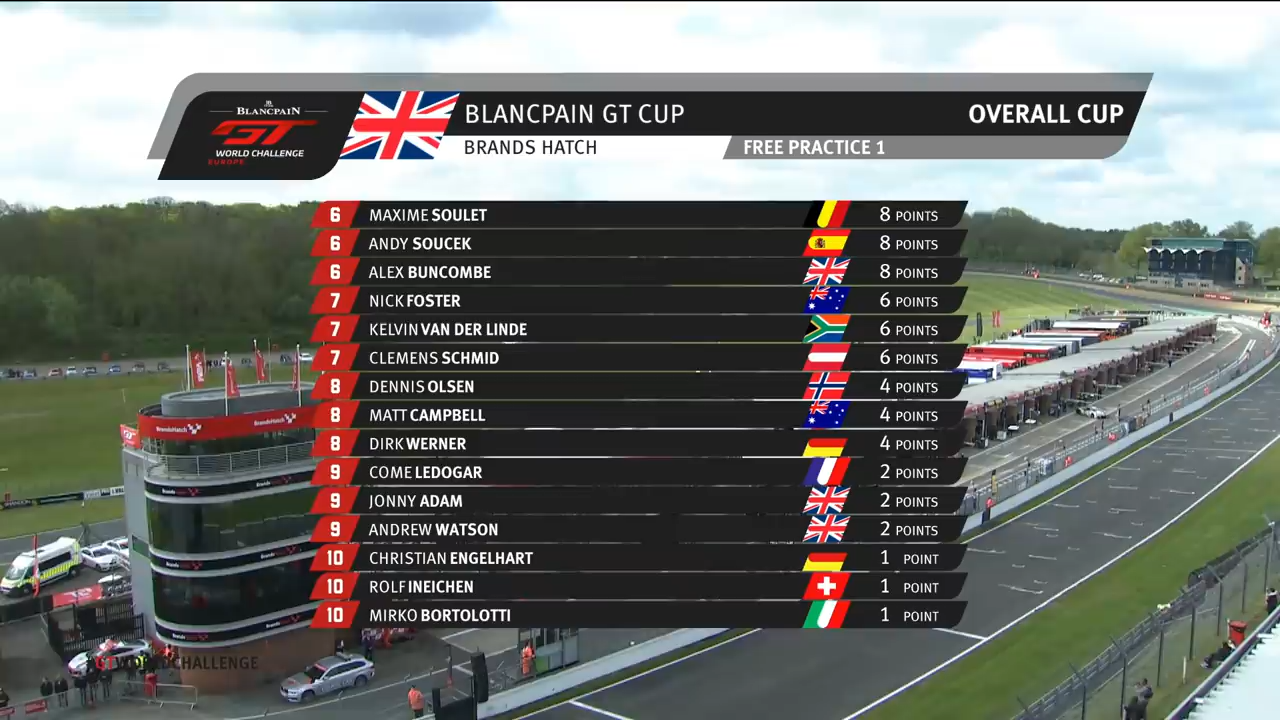 BLANCPAIN
GT
WORLD CHALLENGE
EUROPE
BLANCPAIN GT CUP
OVERALL CUP
BRANDS HATCH
FREE PRACTICE 1
6 MAXIME SOULET 8 POINTS
6 ANDY SOUCEK 8 POINTS
6 ALEX BUNCOMBE 8 POINTS
7 NICK FOSTER 6 POINTS
7 KELVIN VAN DER LINDE 6 POINTS
7 CLEMENS SCHMID 6 POINTS
8 DENNIS OLSEN 4 POINTS
8 MATT CAMPBELL 4 POINTS
8 DIRK WERNER 4 POINTS
9 COME LEDOGAR 2 POINTS
9 JONNY ADAM 2 POINTS
9 ANDREW WATSON 2 POINTS
10 CHRISTIAN ENGELHART 1 POINT
10 ROLF INEICHEN 1 POINT
10 MIRKO BORTOLOTTI 1 POINT
BrandsHatch
BrandsHatch
GTWORLDCHALLENGE